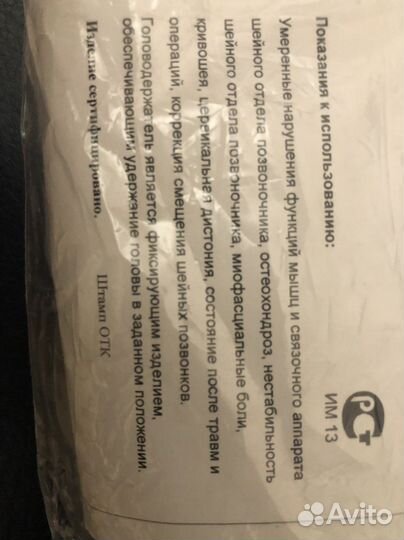 Показания к использованию:
Умеренные нарушения функций мышц и связочного аппарата
шейного отдела позвоночника, остеохондроз, нестабильность
шейного отдела позвоночника, миофасциальные боли,
кривошея, цервикальная дистония, состояние после травм и
операций, коррекция смещения шейных позвонков.
Головодержатель является фиксирующим изделием,
обеспечивающим удержание головы в заданном положении.
Изделие сертифицировано.
Штамп ОТК
РСТ
ИМ 13
Avito